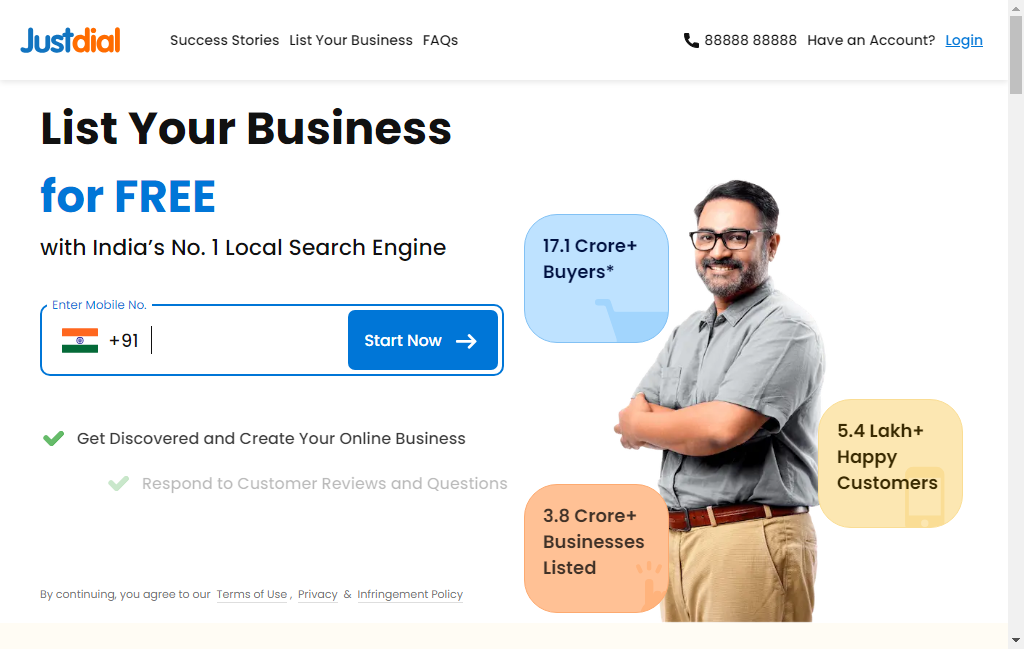 Justdial
Success Stories
List Your Business
FAQs
88888 88888
Have an Account?
Login
List Your Business
for FREE
with India's No. 1 Local Search Engine
Enter Mobile No.
+91
Start Now
Get Discovered and Create Your Online Business
Respond to Customer Reviews and Questions
By continuing, you agree to our Terms of Use , Privacy & Infringement Policy
17.1 Crore+
Buyers*
5.4 Lakh+
Happy
Customers
3.8 Crore+
Businesses
Listed